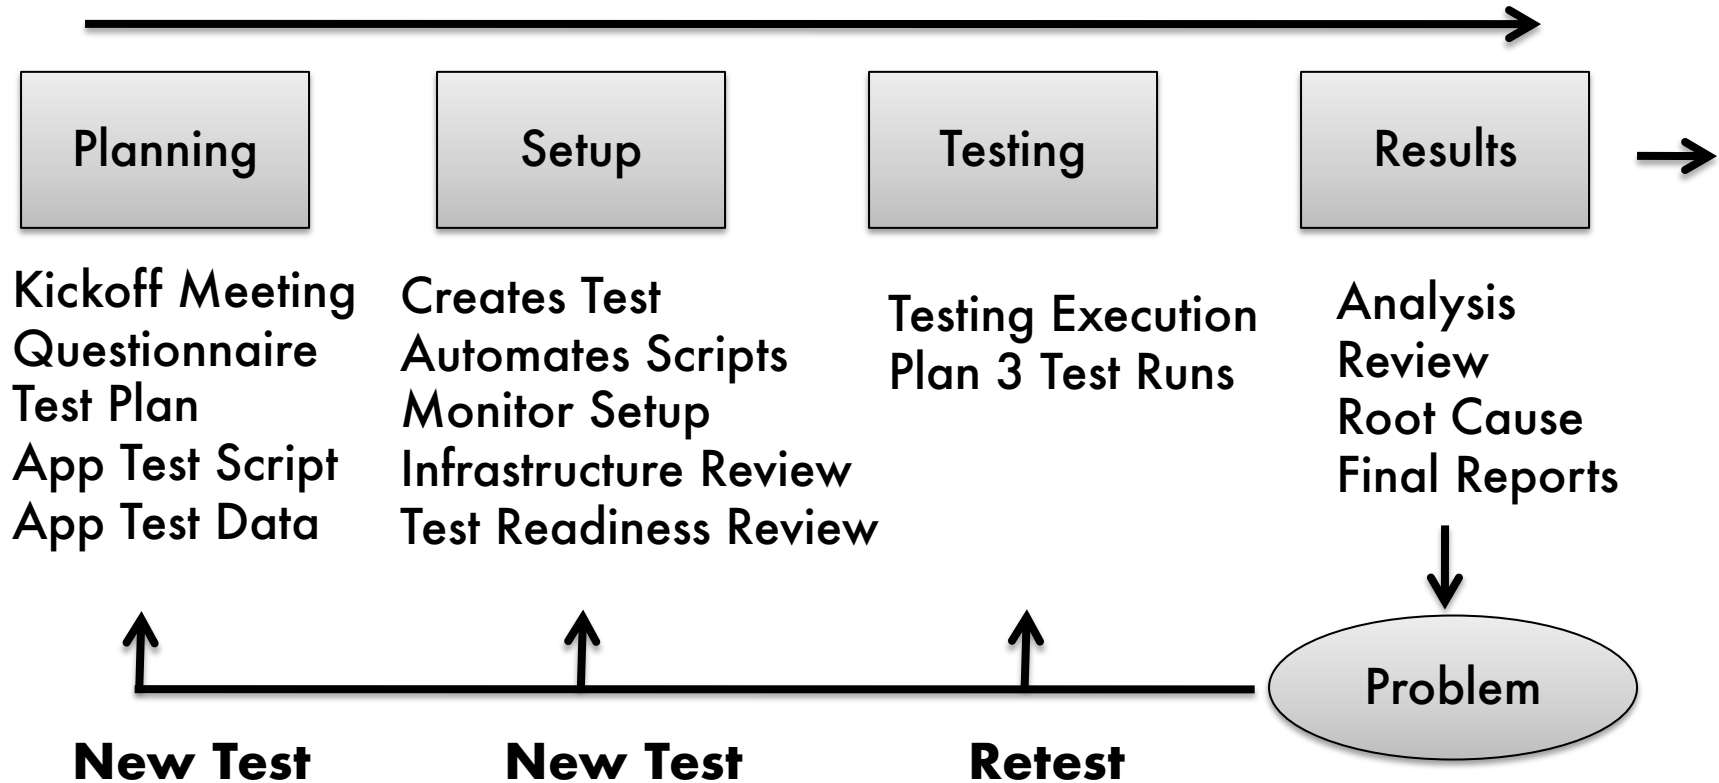 Planning
Setup
Testing
Results
Kickoff Meeting
Questionnaire
Test Plan
App Test Script
App Test Data
Creates Test
Automates Scripts
Monitor Setup
Infrastructure Review
Test Readiness Review
Testing Execution
Plan 3 Test Runs
Analysis
Review
Root Cause
Final Reports
Problem
New Test
New Test
Retest